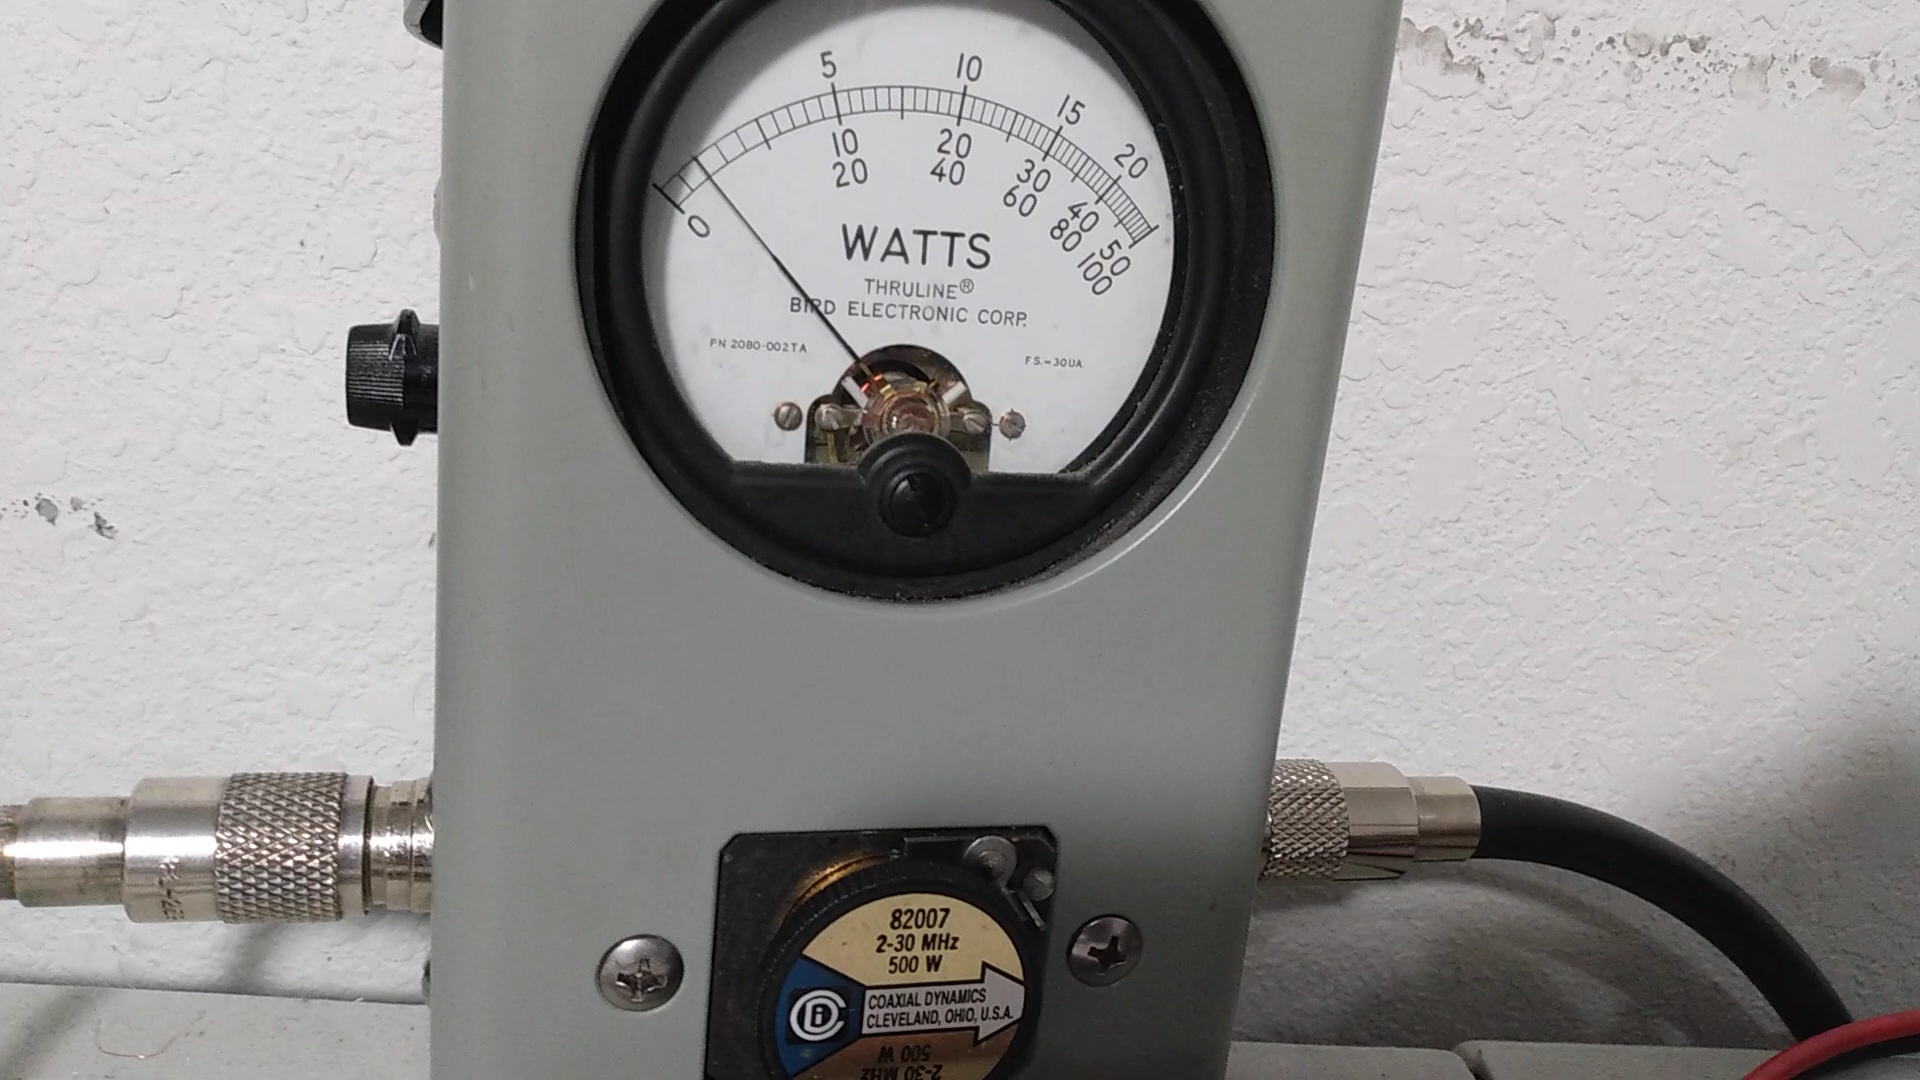 5 10 15 20
10 20 30 40 50
0 20 40 60 80 100
WATTS
THRULINE®
BIRD ELECTRONIC CORP.
PN 2080-002TA
F.S.=30UA
82007
2-30 MHz
500 W
COAXIAL DYNAMICS
CLEVELAND, OHIO, U.S.A.
CDi
500 W
2-30 MHz